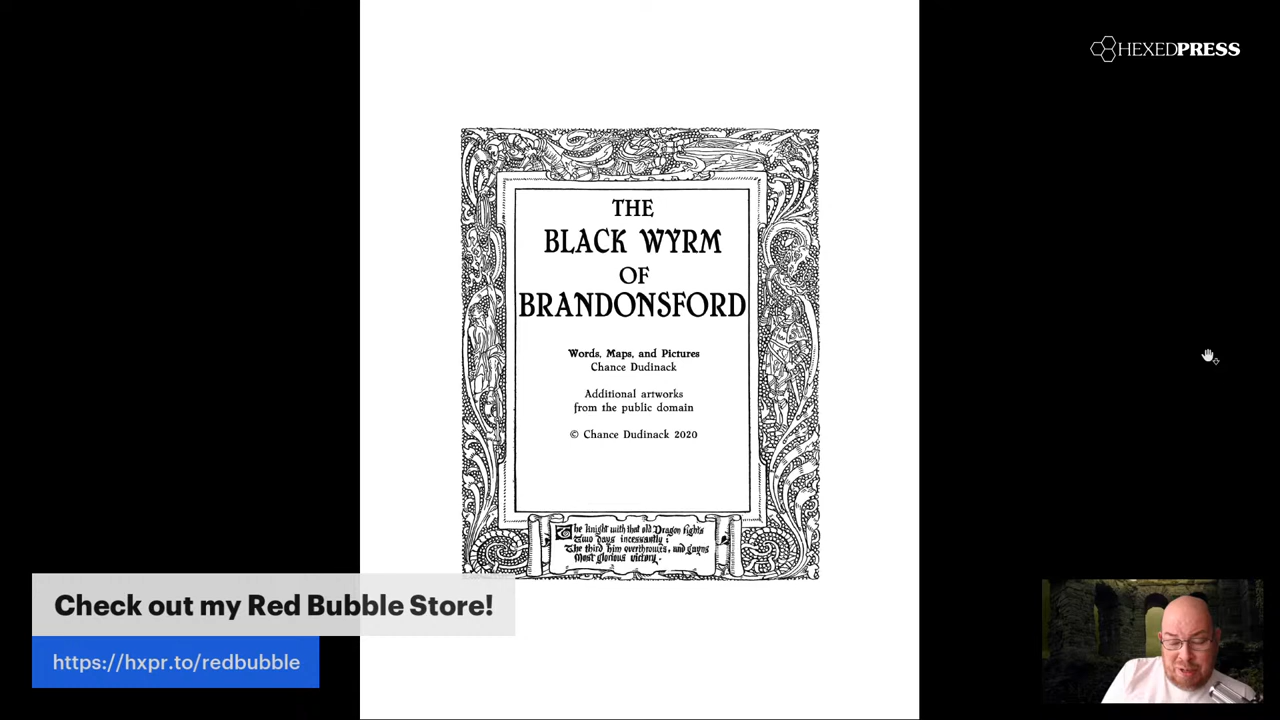 HEXEDPRESS
THE
BLACK WYRM
OF
BRANDONSFORD
Words, Maps, and Pictures
Chance Dudinack
Additional artworks
from the public domain
© Chance Dudinack 2020
The knight with that old Dragon fights
Two days incessantly:
The third him overthrowes, and gayns
Most glorious victory.
Check out my Red Bubble Store!
https://hxpr.to/redbubble